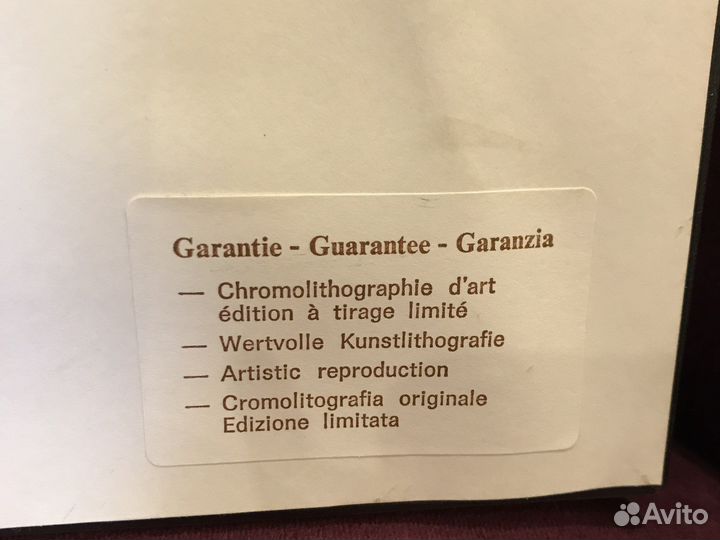 Garantie - Guarantee - Garanzia
— Chromolithographie d'art
édition à tirage limité
— Wertvolle Kunstlithografie
— Artistic reproduction
— Cromolitografia originale
Edizione limitata
Avito